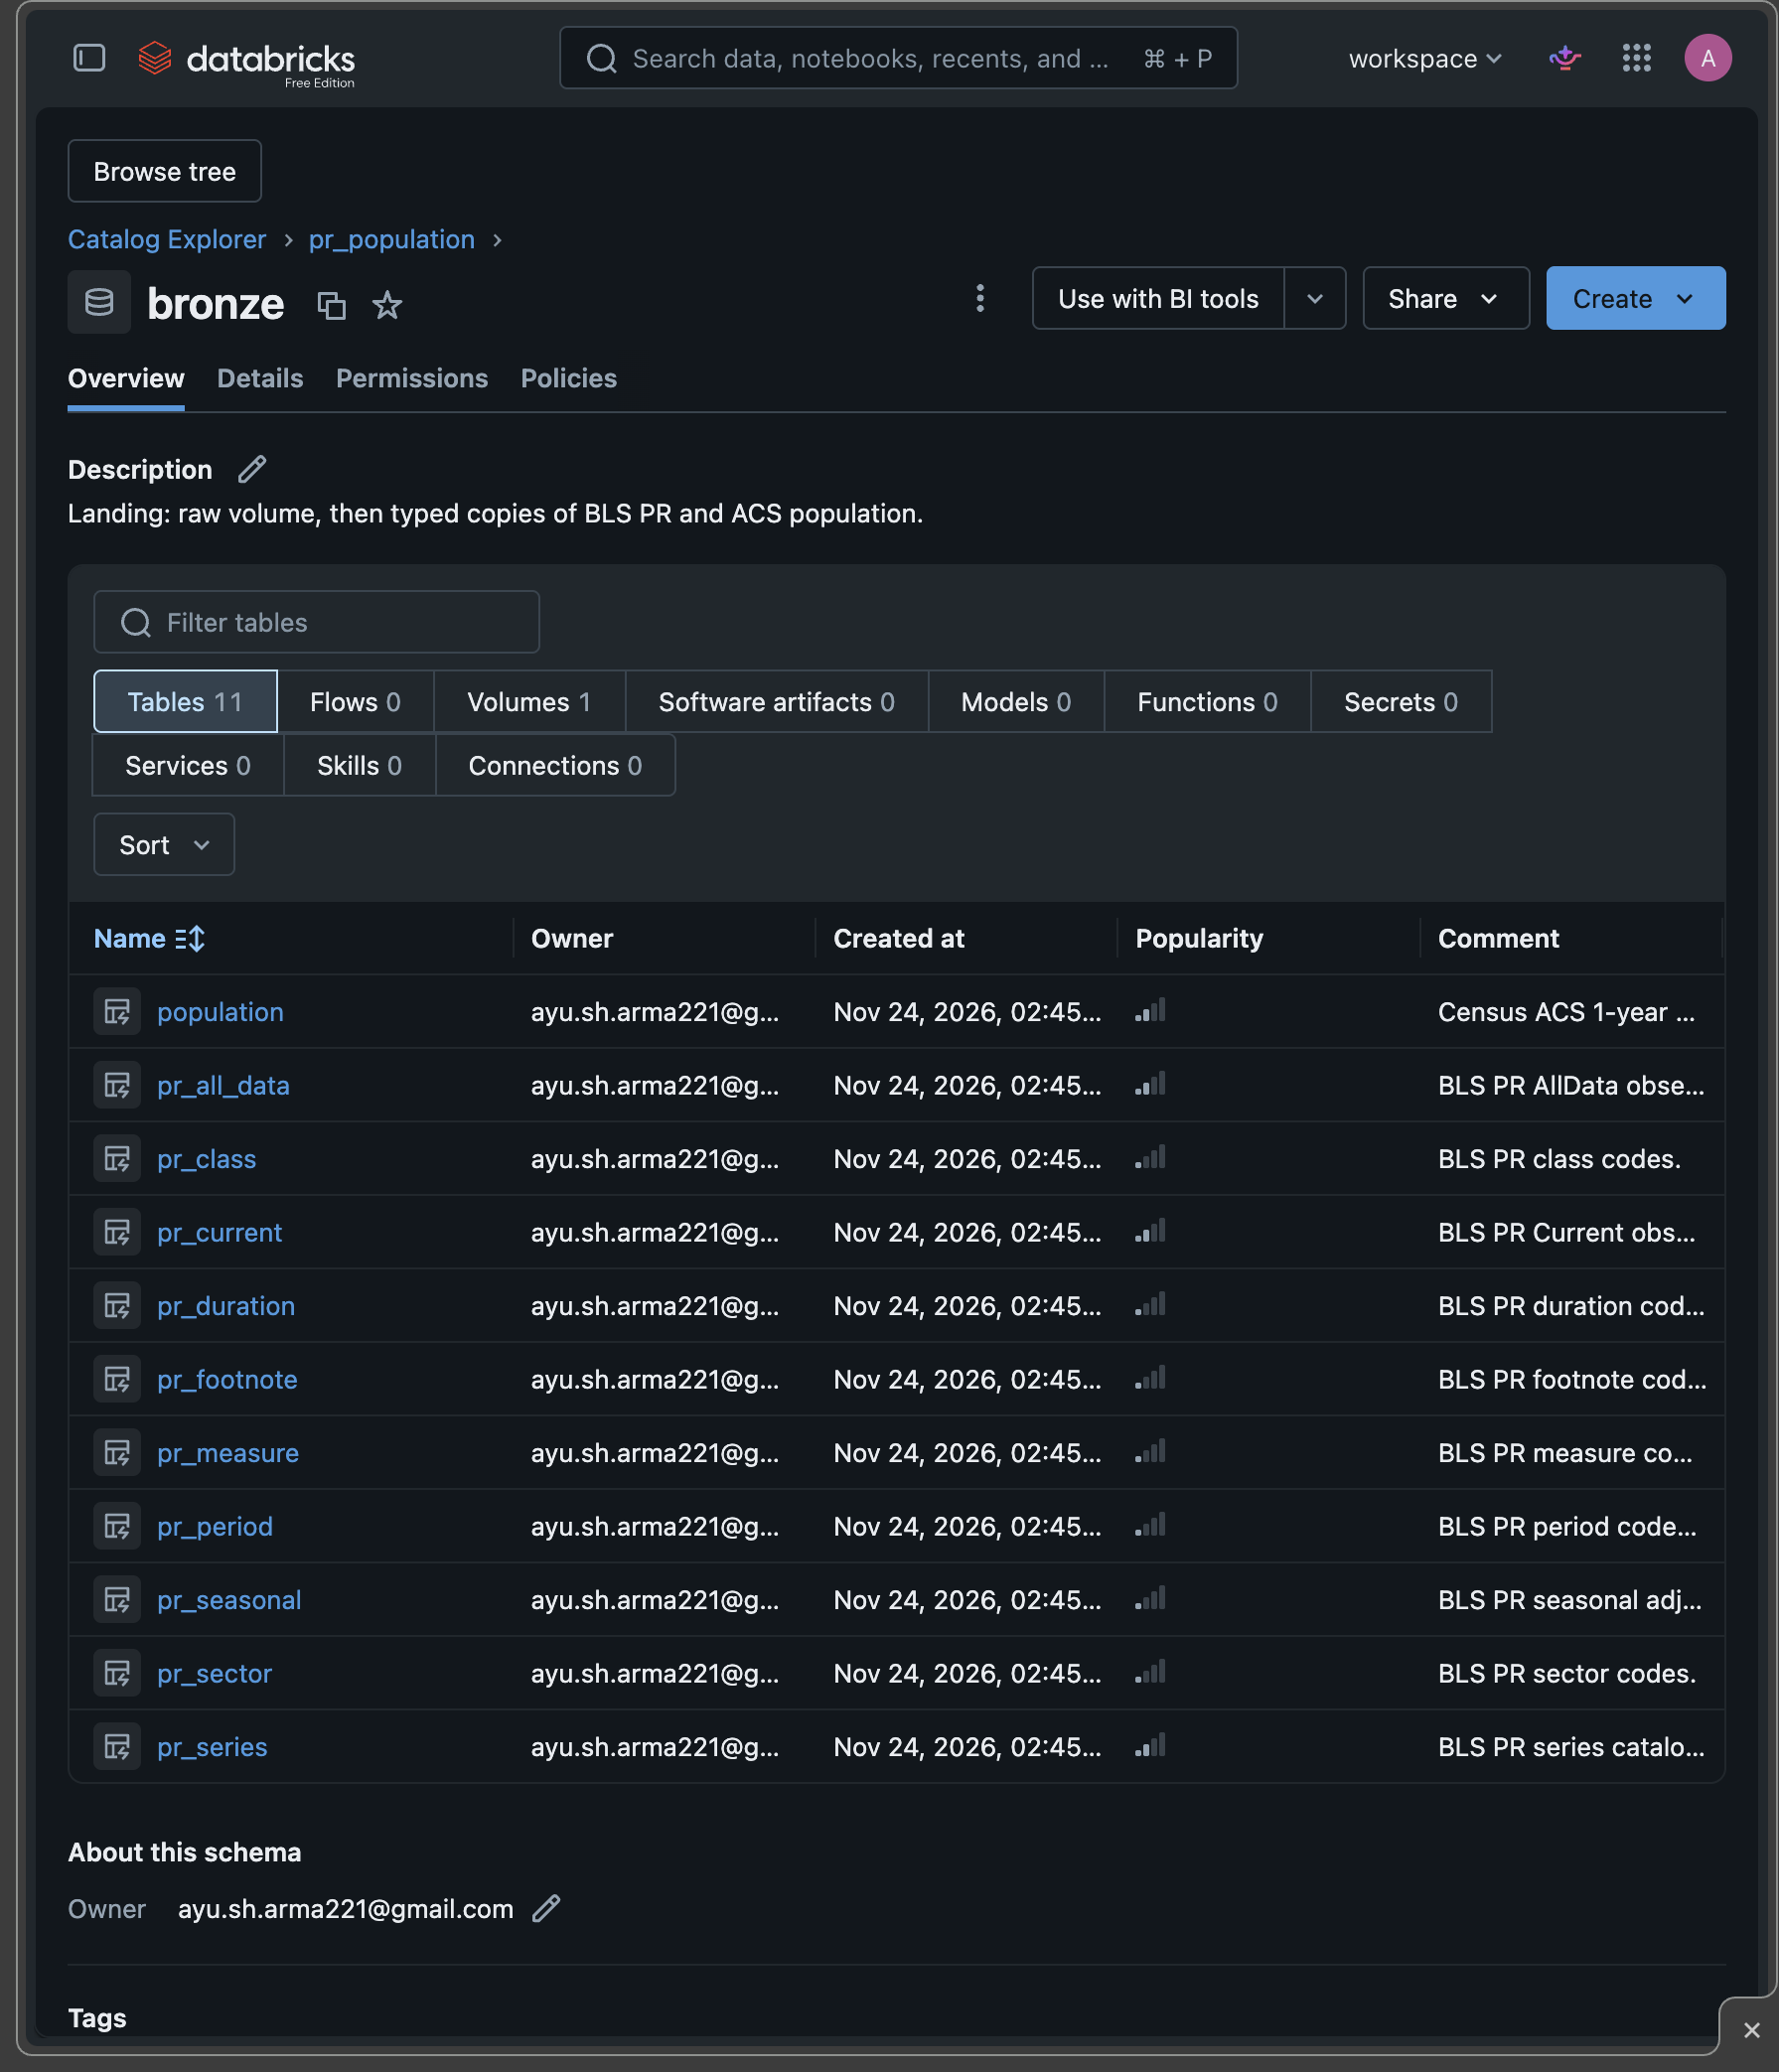 databricks
Free Edition
Search data, notebooks, recents, and ... ⌘ + P
workspace
A
Browse tree
Catalog Explorer › pr_population ›
bronze
Use with BI tools
Share
Create
Overview Details Permissions Policies
Description
Landing: raw volume, then typed copies of BLS PR and ACS population.
Filter tables
Tables 11 Flows 0 Volumes 1 Software artifacts 0 Models 0 Functions 0 Secrets 0
Services 0 Skills 0 Connections 0
Sort
Name Owner Created at Popularity Comment
population ayu.sh.arma221@g... Nov 24, 2026, 02:45... Census ACS 1-year ...
pr_all_data ayu.sh.arma221@g... Nov 24, 2026, 02:45... BLS PR AllData obse...
pr_class ayu.sh.arma221@g... Nov 24, 2026, 02:45... BLS PR class codes.
pr_current ayu.sh.arma221@g... Nov 24, 2026, 02:45... BLS PR Current obs...
pr_duration ayu.sh.arma221@g... Nov 24, 2026, 02:45... BLS PR duration cod...
pr_footnote ayu.sh.arma221@g... Nov 24, 2026, 02:45... BLS PR footnote cod...
pr_measure ayu.sh.arma221@g... Nov 24, 2026, 02:45... BLS PR measure co...
pr_period ayu.sh.arma221@g... Nov 24, 2026, 02:45... BLS PR period code...
pr_seasonal ayu.sh.arma221@g... Nov 24, 2026, 02:45... BLS PR seasonal adj...
pr_sector ayu.sh.arma221@g... Nov 24, 2026, 02:45... BLS PR sector codes.
pr_series ayu.sh.arma221@g... Nov 24, 2026, 02:45... BLS PR series catalo...
About this schema
Owner ayu.sh.arma221@gmail.com
Tags